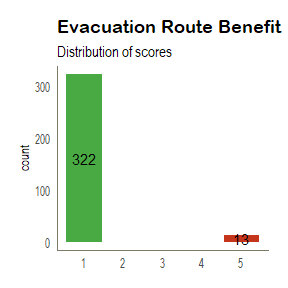 Evacuation Route Benefit
Distribution of scores
300
200
100
0
count
322
13
1 2 3 4 5